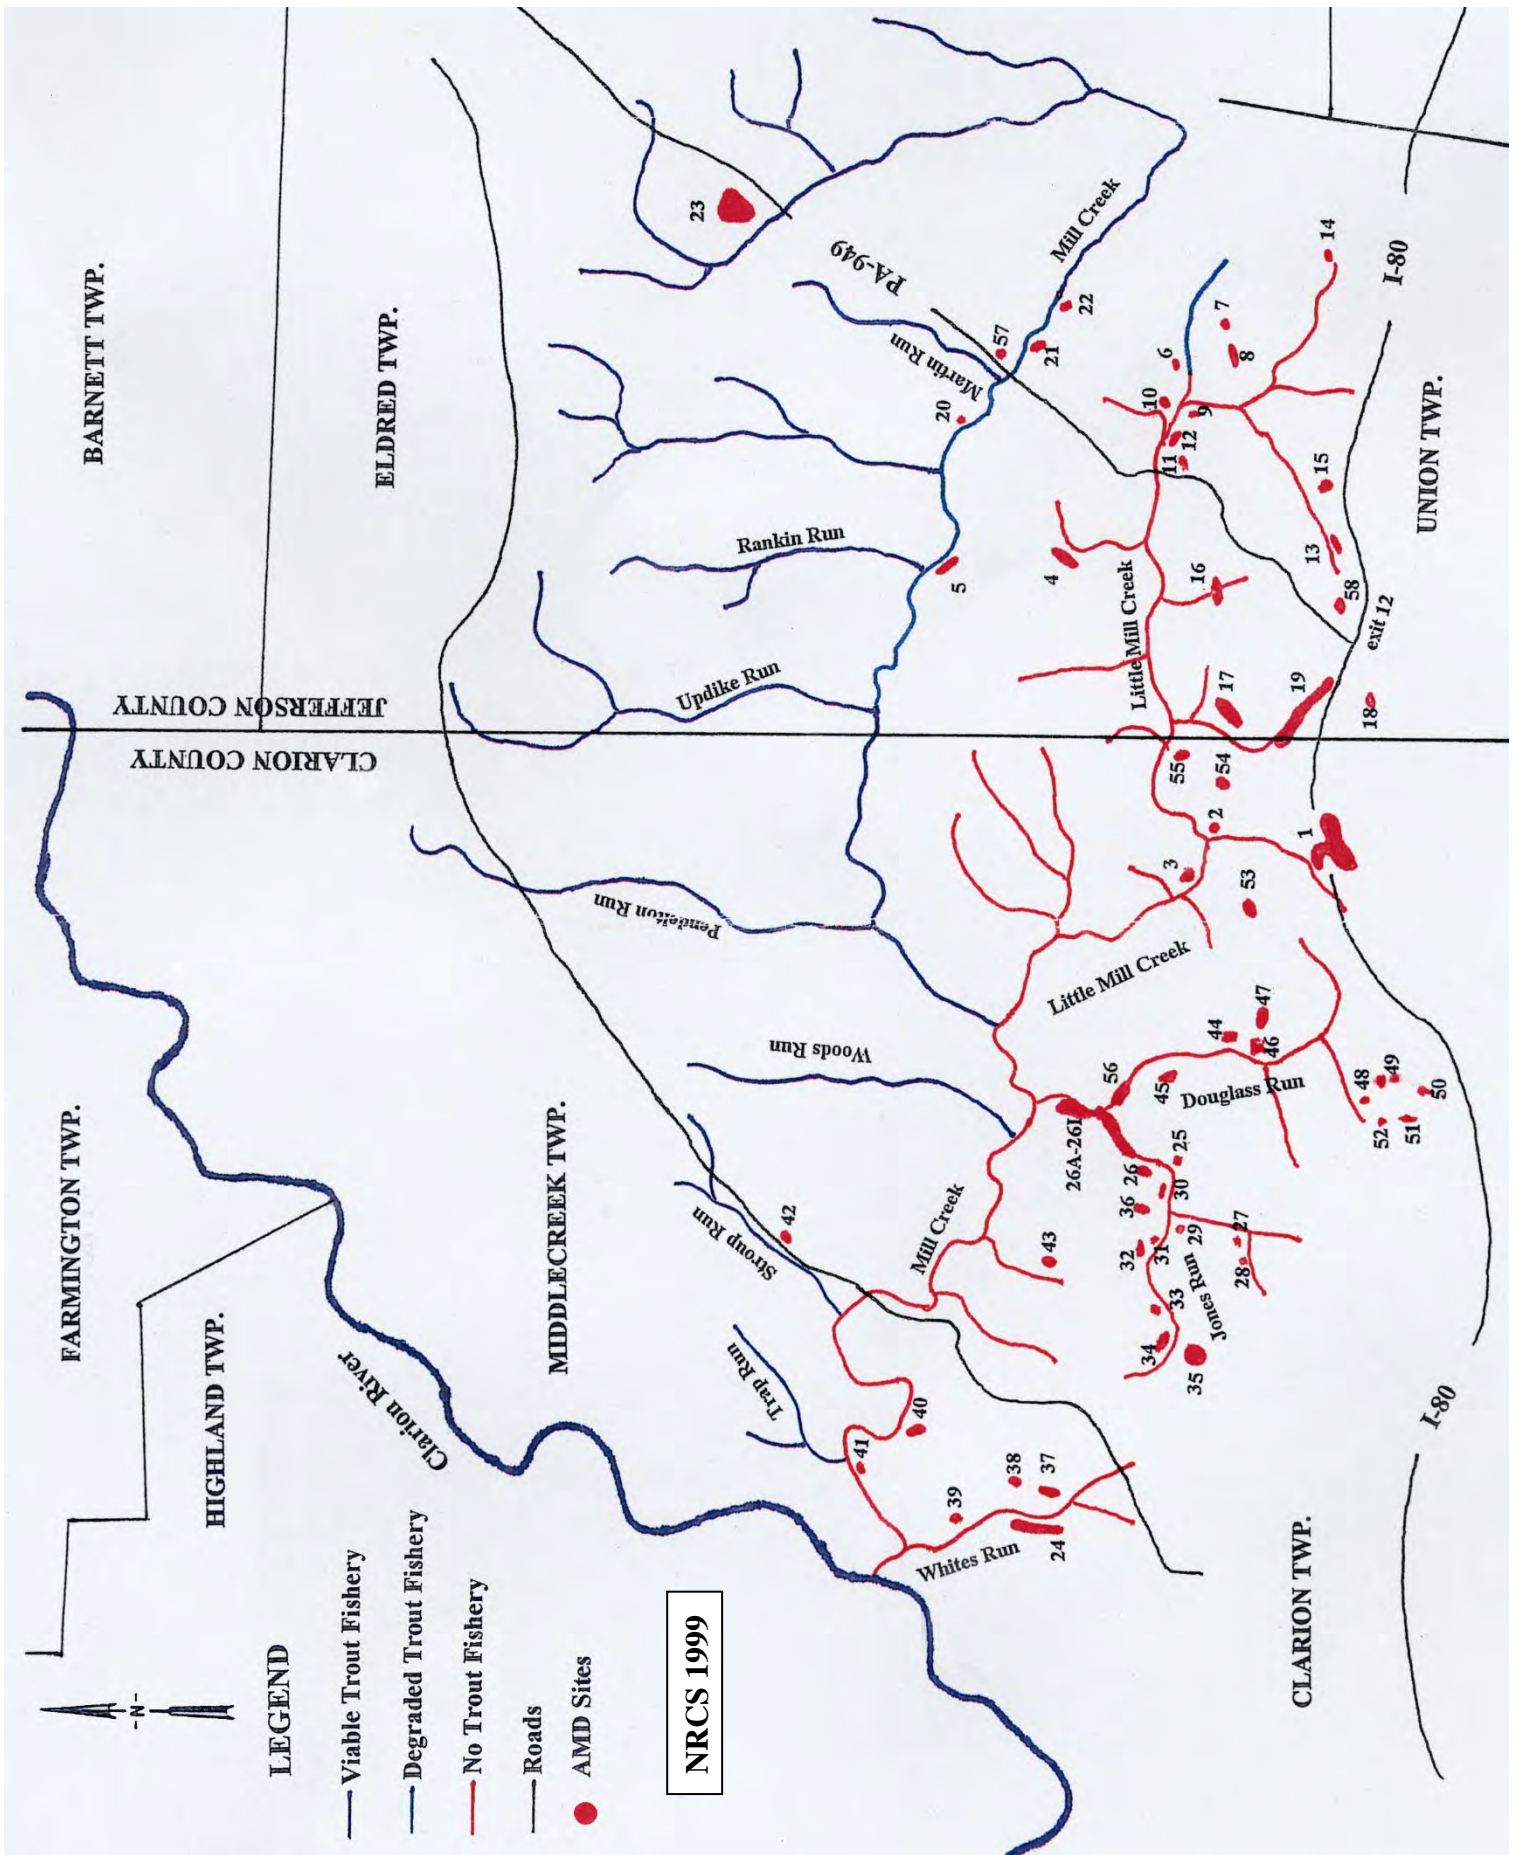 BARNETT TWP.
ELDRED TWP.
JEFFERSON COUNTY
CLARION COUNTY
FARMINGTON TWP.
HIGHLAND TWP.
MIDDLECREEK TWP.
UNION TWP.
CLARION TWP.
Clarion River
Mill Creek
PA-949
Martin Run
Rankin Run
Updike Run
Pendelton Run
Woods Run
Stroup Run
Trap Run
Mill Creek
Little Mill Creek
Little Mill Creek
Douglass Run
Jones Run
Whites Run
I-80
exit 12
I-80
23
22
21
57
20
5
14
7
8
6
10
9
12
11
15
13
58
4
16
17
19
18
55
54
2
1
3
53
47
44
46
45
56
48
49
50
51
52
26A-26L
26
25
30
36
29
27
28
31
32
33
34
35
43
42
40
41
39
38
37
24
-N-
LEGEND
Viable Trout Fishery
Degraded Trout Fishery
No Trout Fishery
Roads
AMD Sites
NRCS 1999